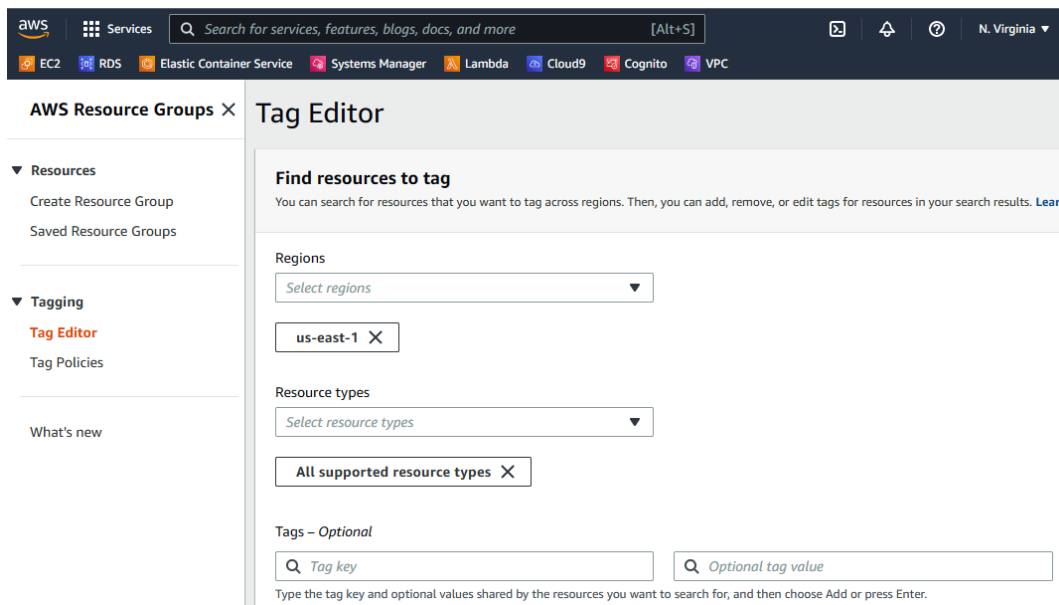 aws Services Search for services, features, blogs, docs, and more [Alt+S] N. Virginia
EC2 RDS Elastic Container Service Systems Manager Lambda Cloud9 Cognito VPC
AWS Resource Groups
Resources
Create Resource Group
Saved Resource Groups
Tagging
Tag Editor
Tag Policies
What's new
Tag Editor
Find resources to tag
You can search for resources that you want to tag across regions. Then, you can add, remove, or edit tags for resources in your search results. Lear
Regions
Select regions
us-east-1
Resource types
Select resource types
All supported resource types
Tags – Optional
Tag key Optional tag value
Type the tag key and optional values shared by the resources you want to search for, and then choose Add or press Enter.